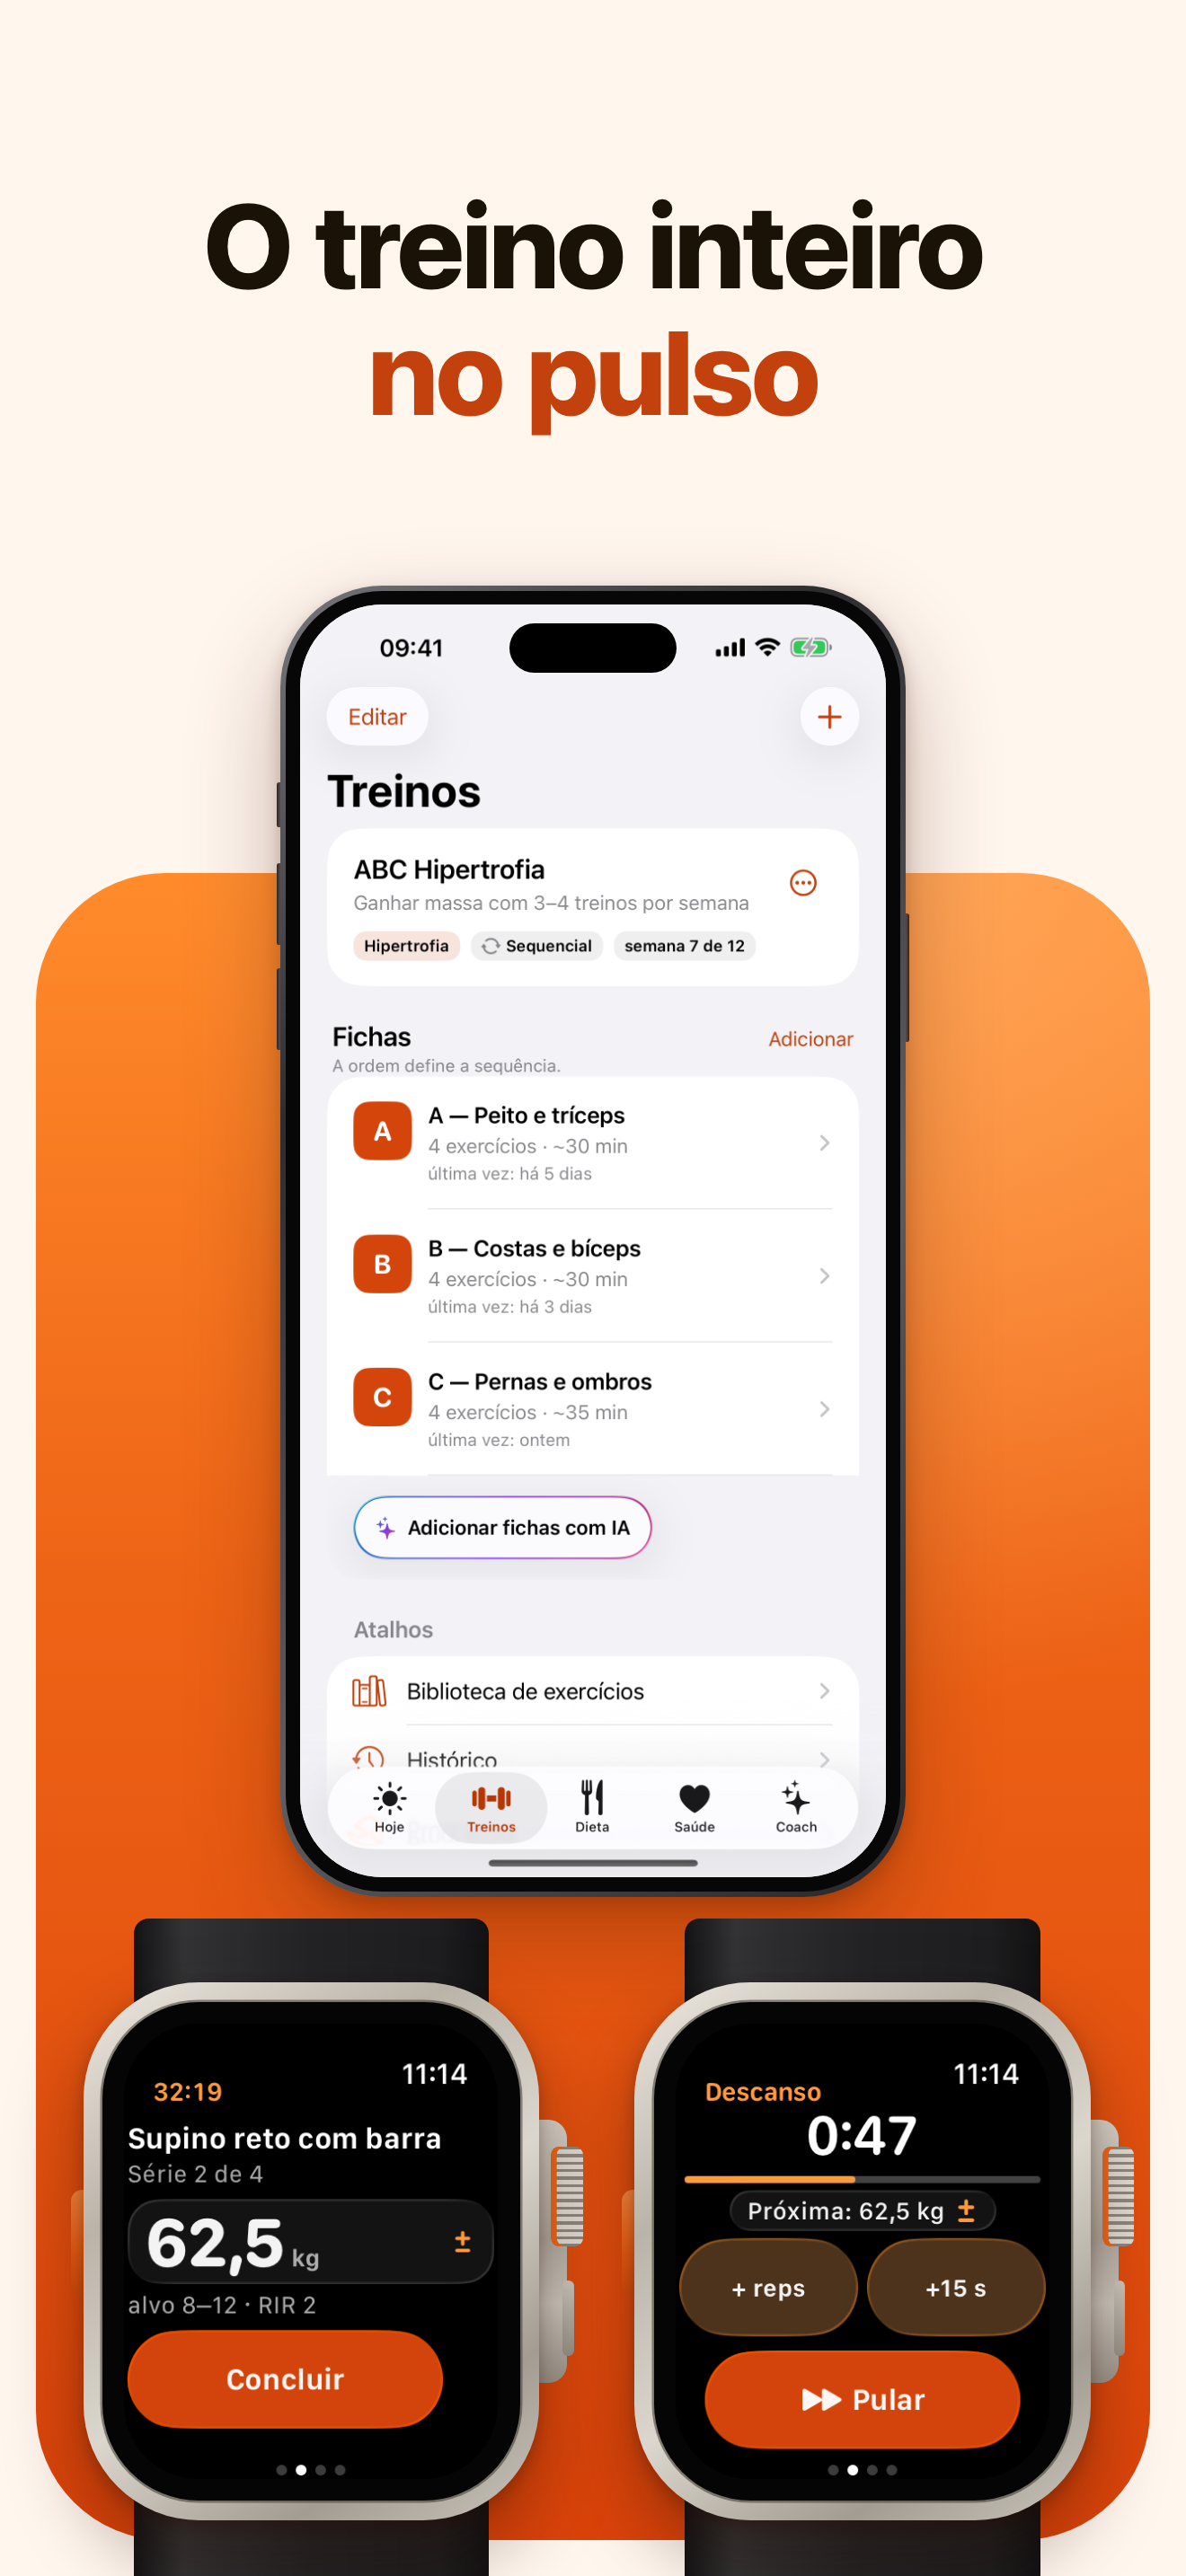 O treino inteiro
no pulso
09:41
Editar
Treinos
ABC Hipertrofia
Ganhar massa com 3–4 treinos por semana
Hipertrofia
Sequencial
semana 7 de 12
Fichas
Adicionar
A ordem define a sequência.
A
A — Peito e tríceps
4 exercícios · ~30 min
última vez: há 5 dias
B
B — Costas e bíceps
4 exercícios · ~30 min
última vez: há 3 dias
C
C — Pernas e ombros
4 exercícios · ~35 min
última vez: ontem
Adicionar fichas com IA
Atalhos
Biblioteca de exercícios
Histórico
Hoje
Treinos
Dieta
Saúde
Coach
11:14
32:19
Supino reto com barra
Série 2 de 4
62,5 kg ±
alvo 8–12 · RIR 2
Concluir
11:14
Descanso
0:47
Próxima: 62,5 kg ±
+ reps
+15 s
Pular